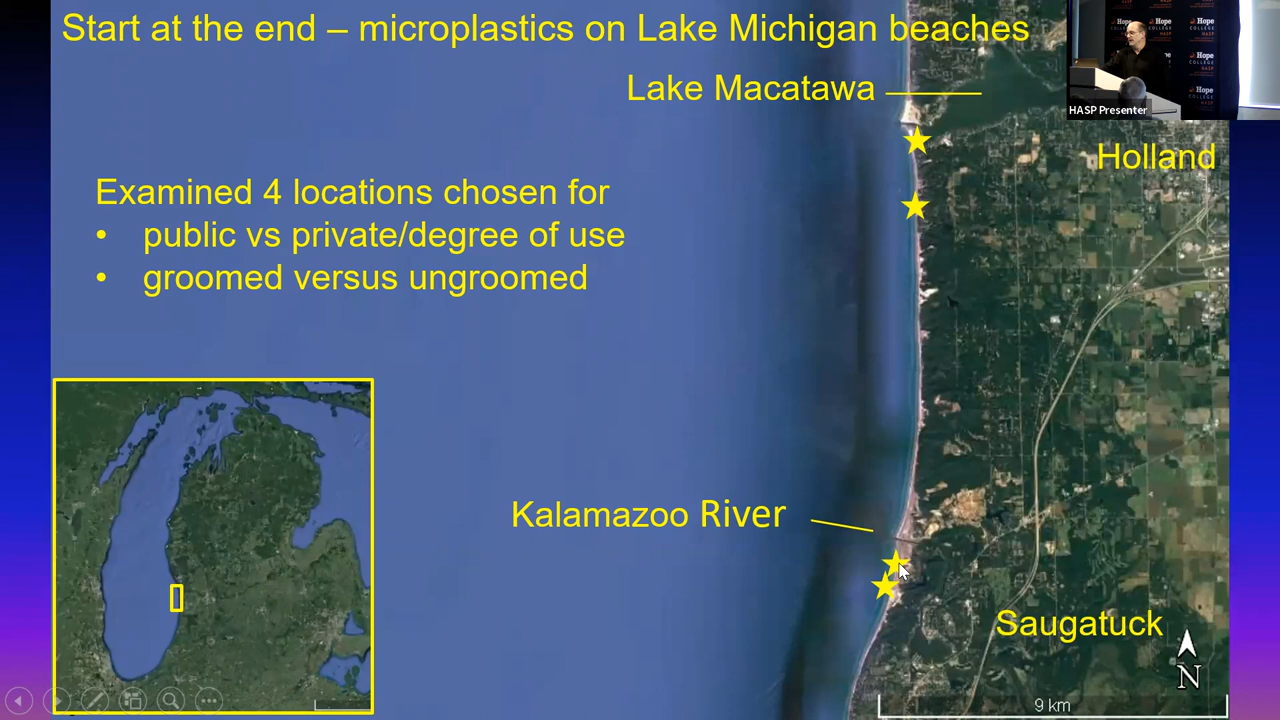 Start at the end – microplastics on Lake Michigan beaches
Lake Macatawa
Holland
Examined 4 locations chosen for
• public vs private/degree of use
• groomed versus ungroomed
Kalamazoo River
Saugatuck
N
9 km
HASP Presenter
Hope
COLLEGE
HASP